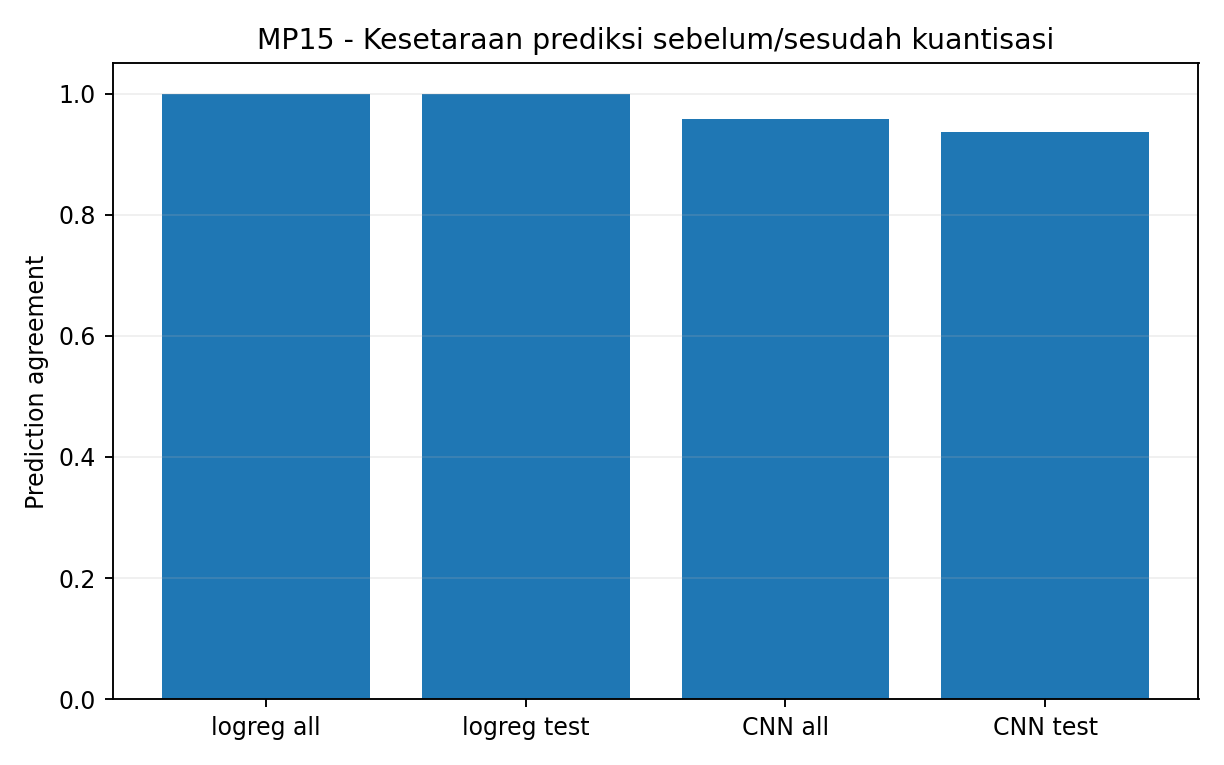 MP15 - Kesetaraan prediksi sebelum/sesudah kuantisasi
Prediction agreement
1.0
0.8
0.6
0.4
0.2
0.0
logreg all
logreg test
CNN all
CNN test